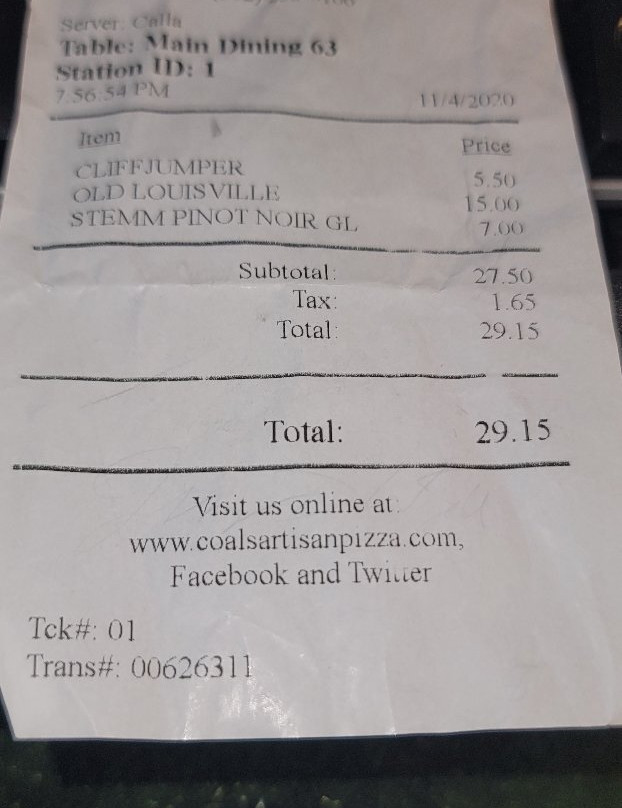 Server: Calla
Table: Main Dining 63
Station ID: 1
7:56:54 PM 11/4/2020
Item Price
CLIFFJUMPER 5.50
OLD LOUISVILLE 15.00
STEMM PINOT NOIR GL 7.00
Subtotal: 27.50
Tax: 1.65
Total: 29.15
Total: 29.15
Visit us online at:
www.coalsartisanpizza.com,
Facebook and Twitter
Tck#: 01
Trans#: 00626311